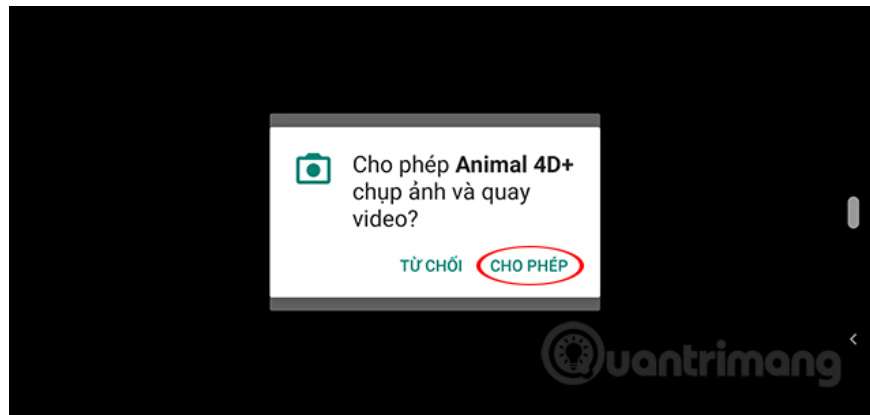 Cho phép Animal 4D+
chụp ảnh và quay
video?
TỪ CHỐI CHO PHÉP
Quantrimang